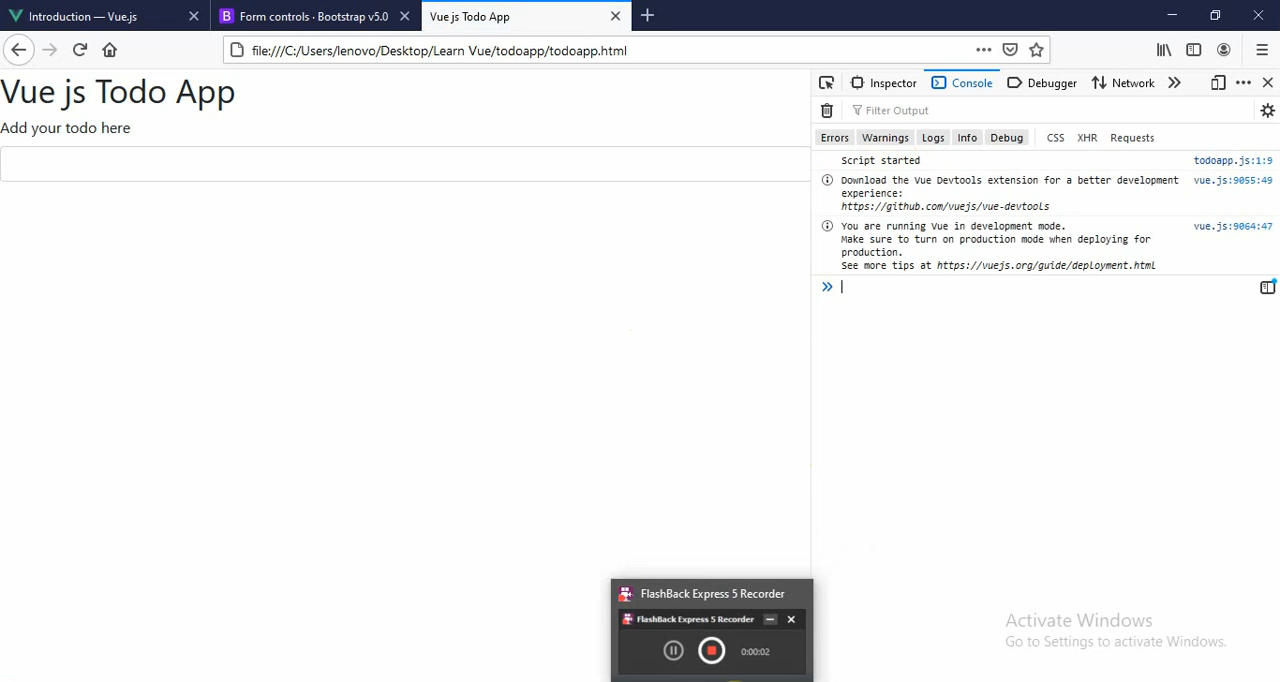 Introduction — Vue.js
B Form controls · Bootstrap v5.0
Vue js Todo App
file:///C:/Users/lenovo/Desktop/Learn Vue/todoapp/todoapp.html
Vue js Todo App
Add your todo here
Inspector Console Debugger Network
Filter Output
Errors Warnings Logs Info Debug CSS XHR Requests
Script started todoapp.js:1:9
Download the Vue Devtools extension for a better development vue.js:9055:49
experience:
https://github.com/vuejs/vue-devtools
You are running Vue in development mode. vue.js:9064:47
Make sure to turn on production mode when deploying for
production.
See more tips at https://vuejs.org/guide/deployment.html
FlashBack Express 5 Recorder
FlashBack Express 5 Recorder
0:00:02
Activate Windows
Go to Settings to activate Windows.